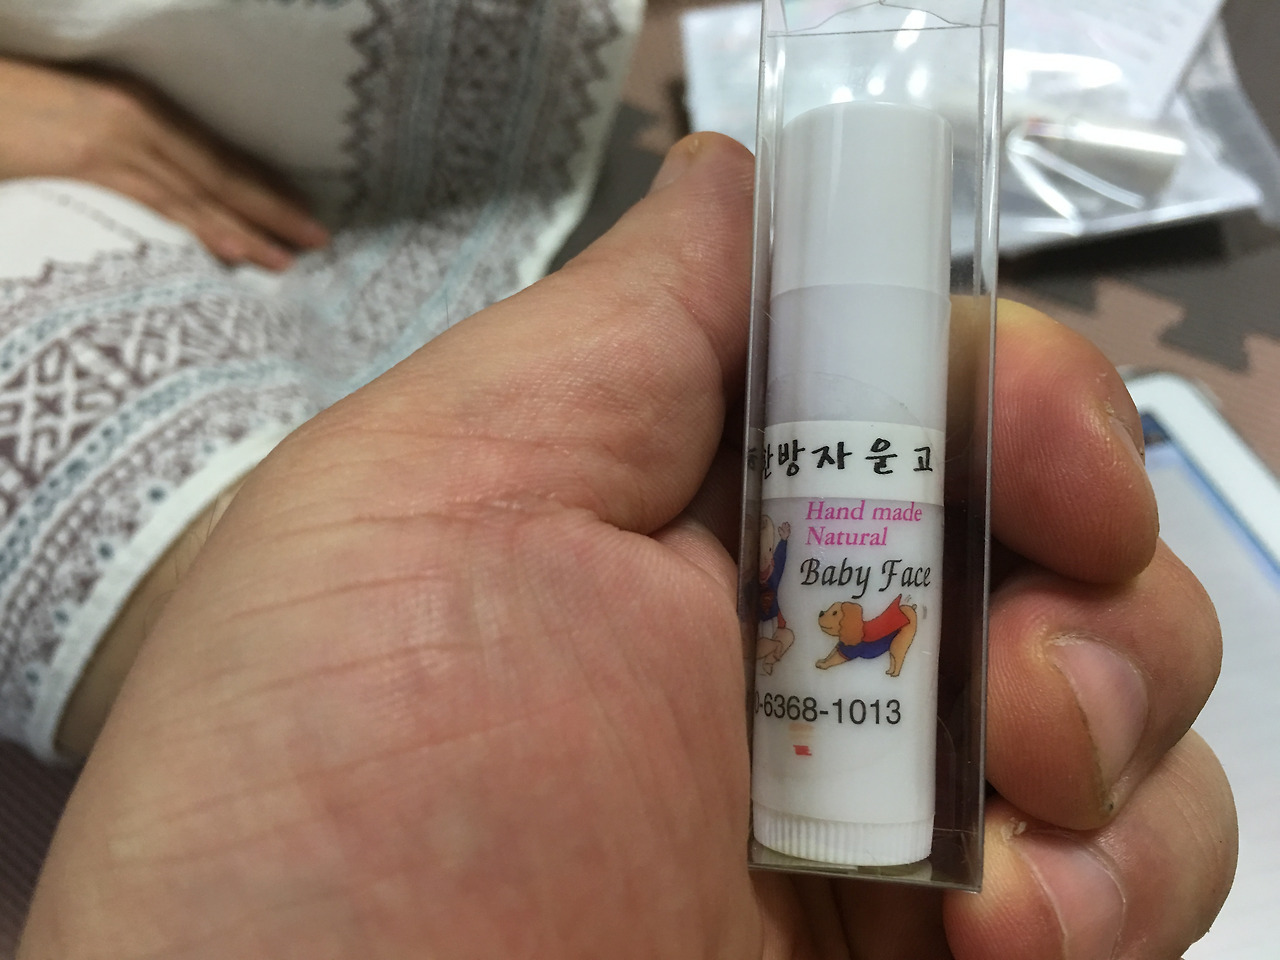 한방자운고
Hand made
Natural
Baby Face
0-6368-1013